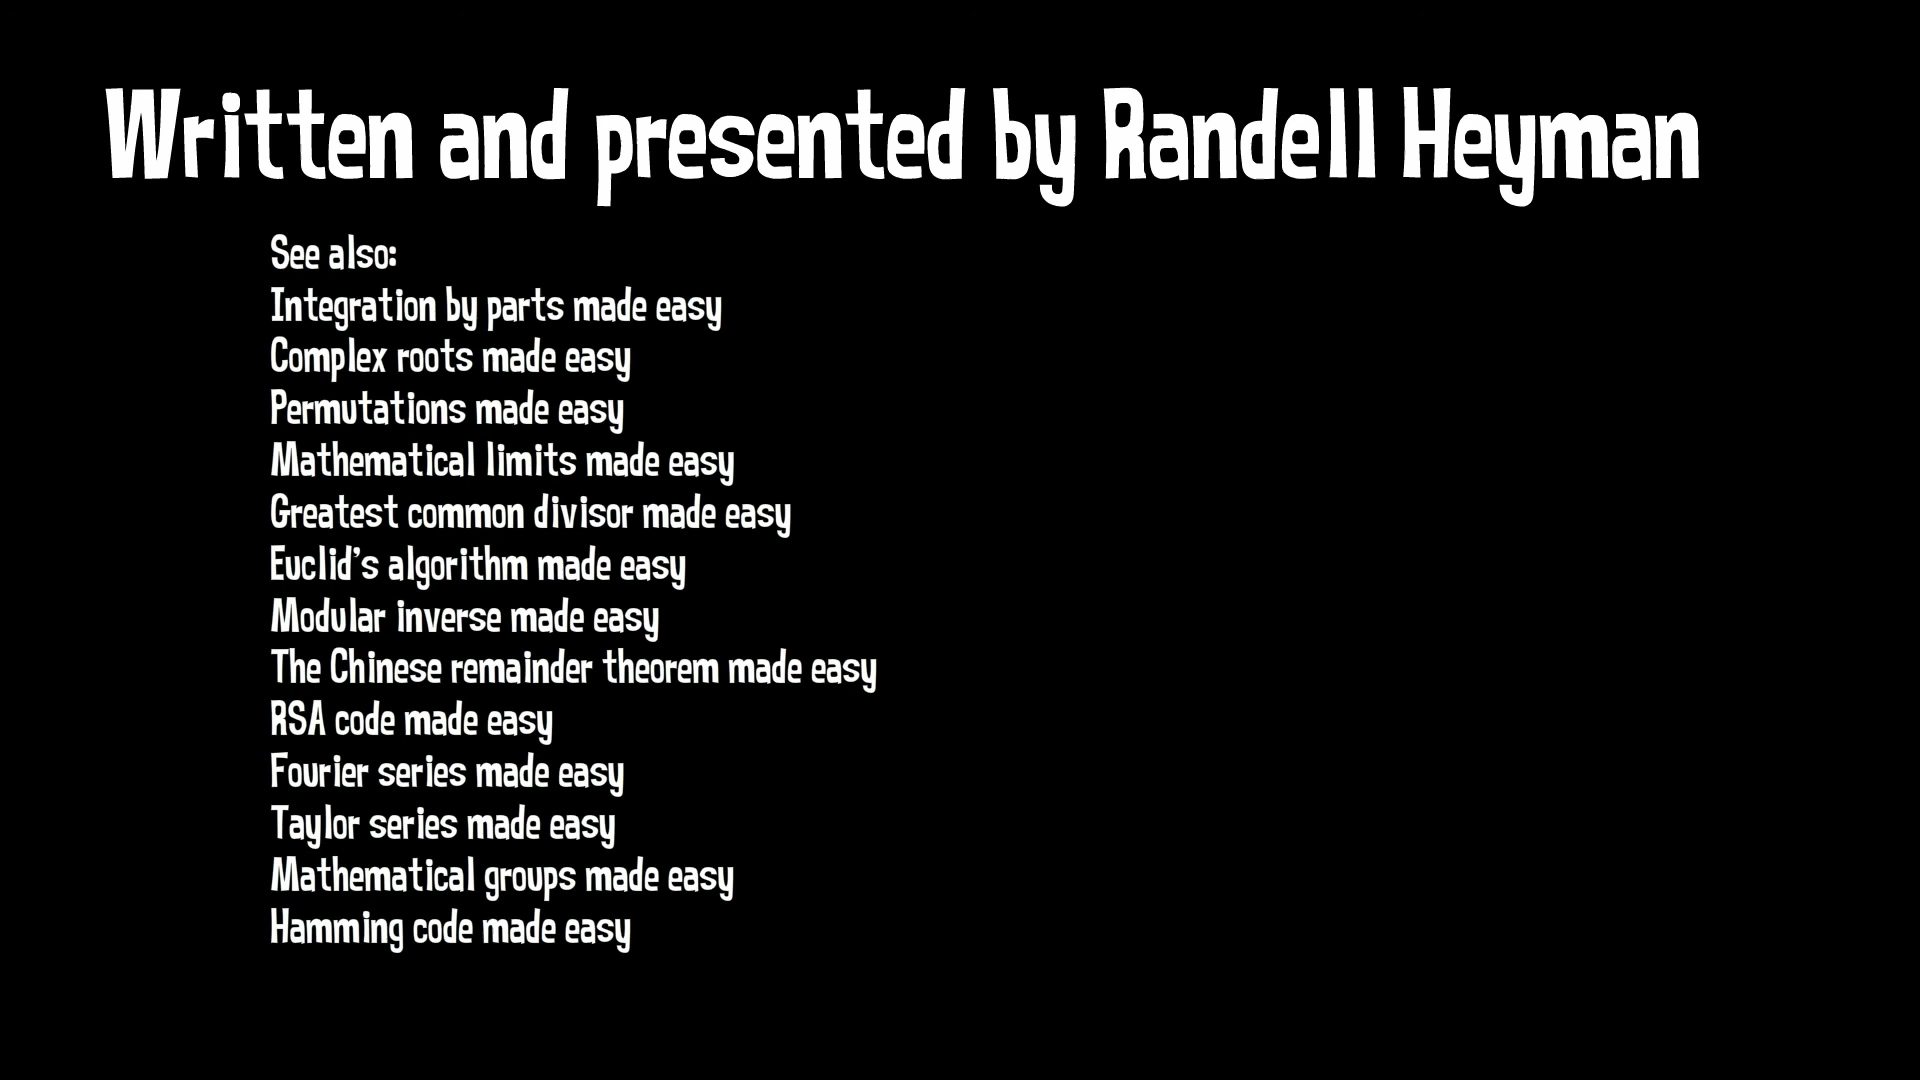 Written and presented by Randell Heyman
See also:
Integration by parts made easy
Complex roots made easy
Permutations made easy
Mathematical limits made easy
Greatest common divisor made easy
Euclid's algorithm made easy
Modular inverse made easy
The Chinese remainder theorem made easy
RSA code made easy
Fourier series made easy
Taylor series made easy
Mathematical groups made easy
Hamming code made easy